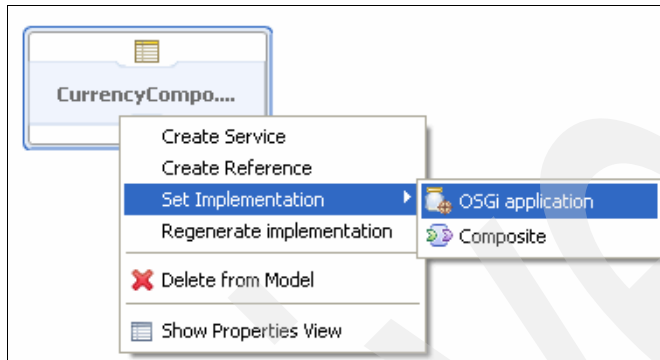 CurrencyCompo....
Create Service
Create Reference
Set Implementation
OSGi application
Regenerate implementation
Composite
Delete from Model
Show Properties View